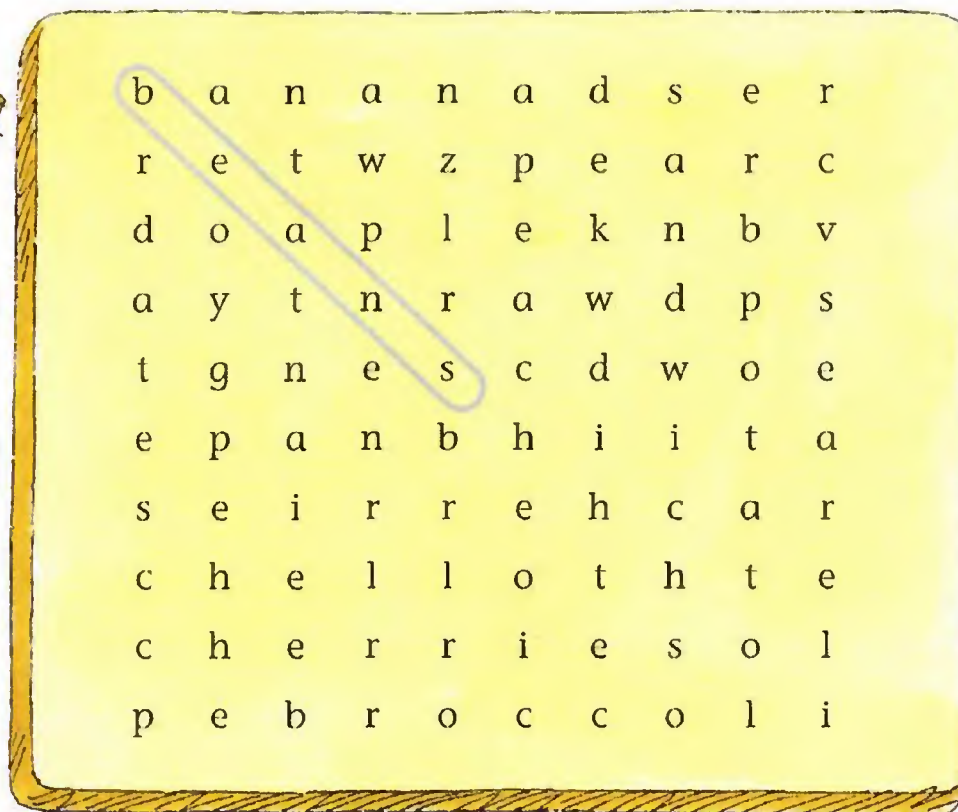 b a n a n a d s e r
r e t w z p e a r c
d o a p l e k n b v
a y t n r a w d p s
t g n e s c d w o e
e p a n b h i i t a
s e i r r e h c a r
c h e l l o t h t e
c h e r r i e s o l
p e b r o c c o l i